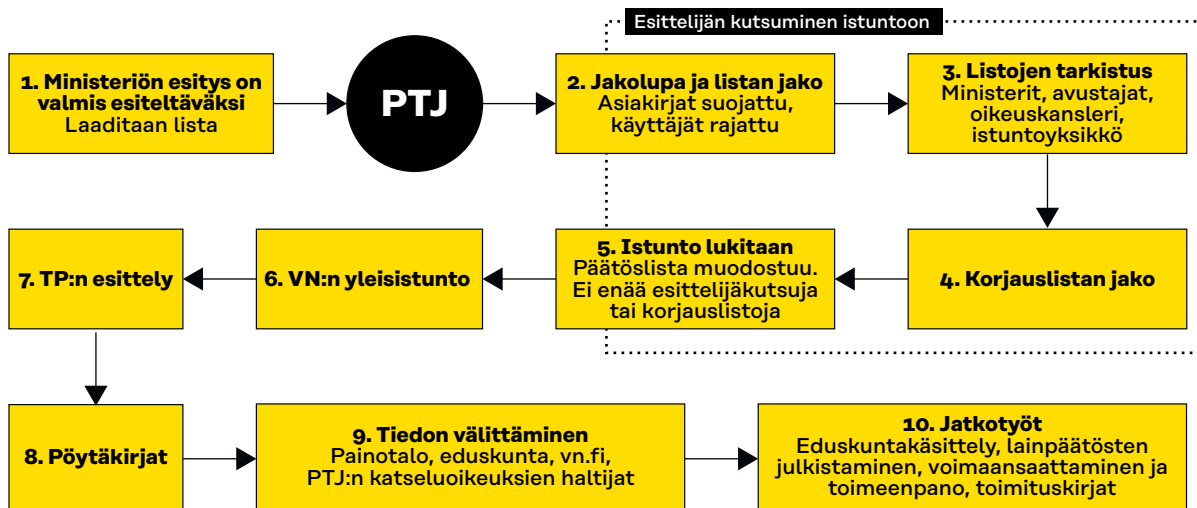 Esittelijän kutsuminen istuntoon
1. Ministeriön esitys on
valmis esiteltäväksi
Laaditaan lista
PTJ
2. Jakolupa ja listan jako
Asiakirjat suojattu,
käyttäjät rajattu
3. Listojen tarkistus
Ministerit, avustajat,
oikeuskansleri,
istuntoyksikkö
4. Korjauslistan jako
5. Istunto lukitaan
Päätöslista muodostuu.
Ei enää esittelijäkutsuja
tai korjauslistoja
6. VN:n yleisistunto
7. TP:n esittely
8. Pöytäkirjat
9. Tiedon välittäminen
Painotalo, eduskunta, vn.fi,
PTJ:n katseluoikeuksien haltijat
10. Jatkotyöt
Eduskuntakäsittely, lainpäätösten
julkistaminen, voimaansaattaminen ja
toimeenpano, toimituskirjat